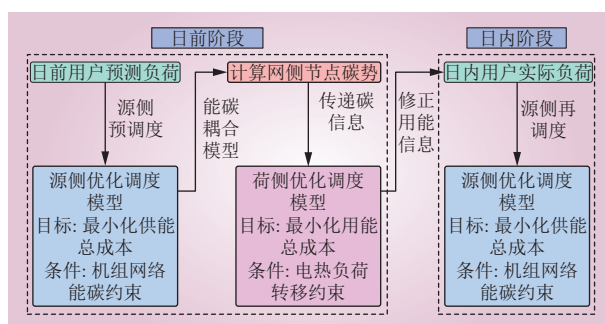 日前阶段
日内阶段
日前用户预测负荷
计算网侧节点碳势
日内用户实际负荷
源侧
预调度
能碳
耦合
模型
传递碳
信息
修正
用能
信息
源侧再
调度
源侧优化调度
模型
目标: 最小化供能
总成本
条件: 机组网络
能碳约束
荷侧优化调度
模型
目标: 最小化用能
总成本
条件: 电热负荷
转移约束
源侧优化调度
模型
目标: 最小化供能
总成本
条件: 机组网络
能碳约束